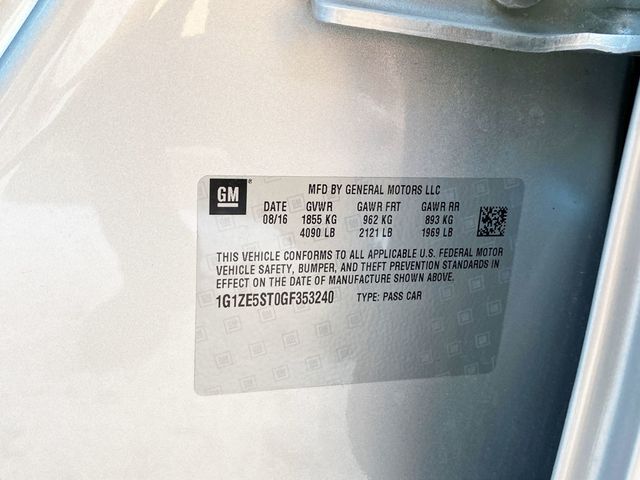 GM® MFD BY GENERAL MOTORS LLC
DATE GVWR GAWR FRT GAWR RR
08/16 1855 KG 962 KG 893 KG
4090 LB 2121 LB 1969 LB
THIS VEHICLE CONFORMS TO ALL APPLICABLE U.S. FEDERAL MOTOR
VEHICLE SAFETY, BUMPER, AND THEFT PREVENTION STANDARDS IN
EFFECT ON THE DATE OF MANUFACTURE SHOWN ABOVE.
1G1ZE5ST0GF353240 TYPE: PASS CAR